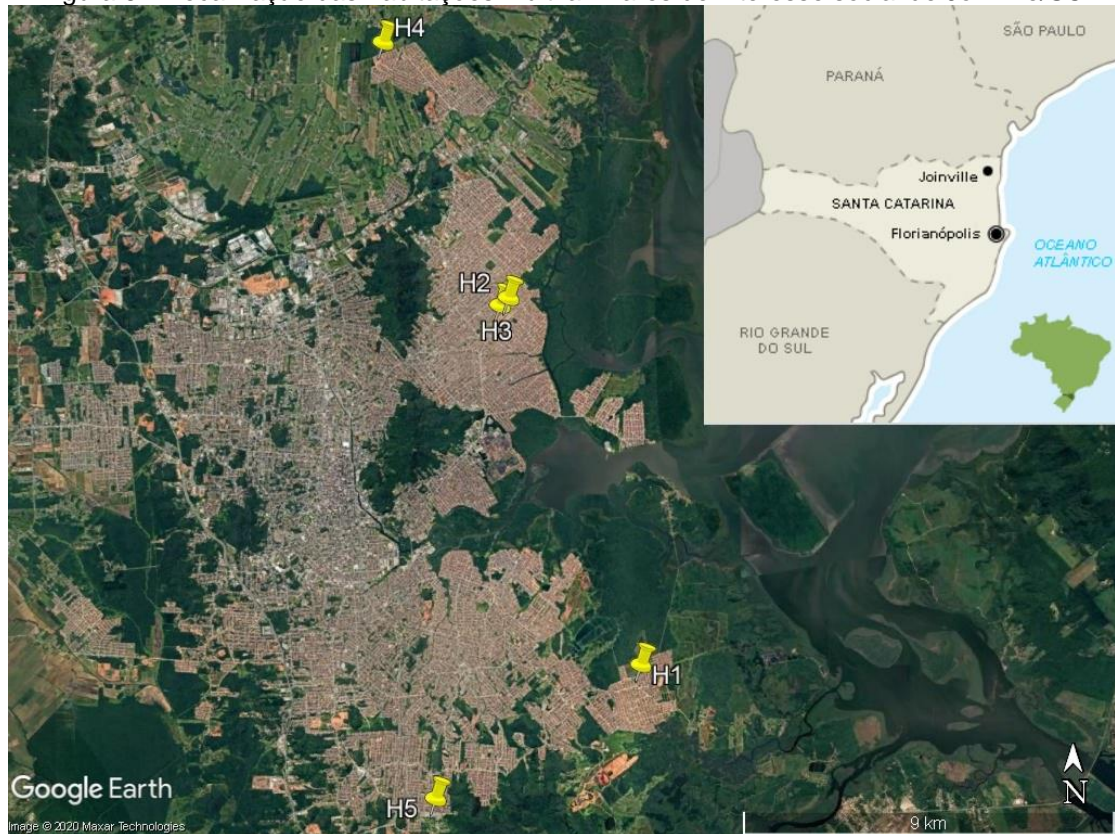 H4
SÃO PAULO
PARANÁ
Joinville
SANTA CATARINA
Florianópolis
OCEANO
ATLÂNTICO
RIO GRANDE
DO SUL
H2
H3
H1
H5
Google Earth
Image © 2020 Maxar Technologies
N
9 km